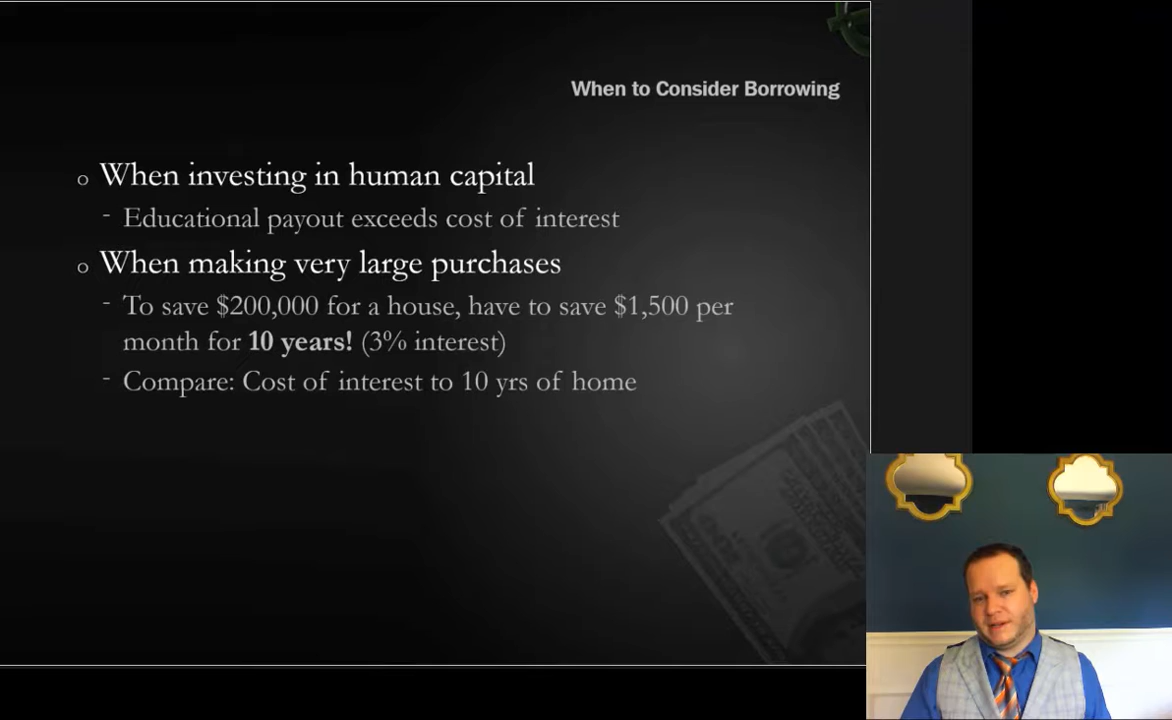 When to Consider Borrowing
o When investing in human capital
- Educational payout exceeds cost of interest
o When making very large purchases
- To save $200,000 for a house, have to save $1,500 per
month for 10 years! (3% interest)
- Compare: Cost of interest to 10 yrs of home